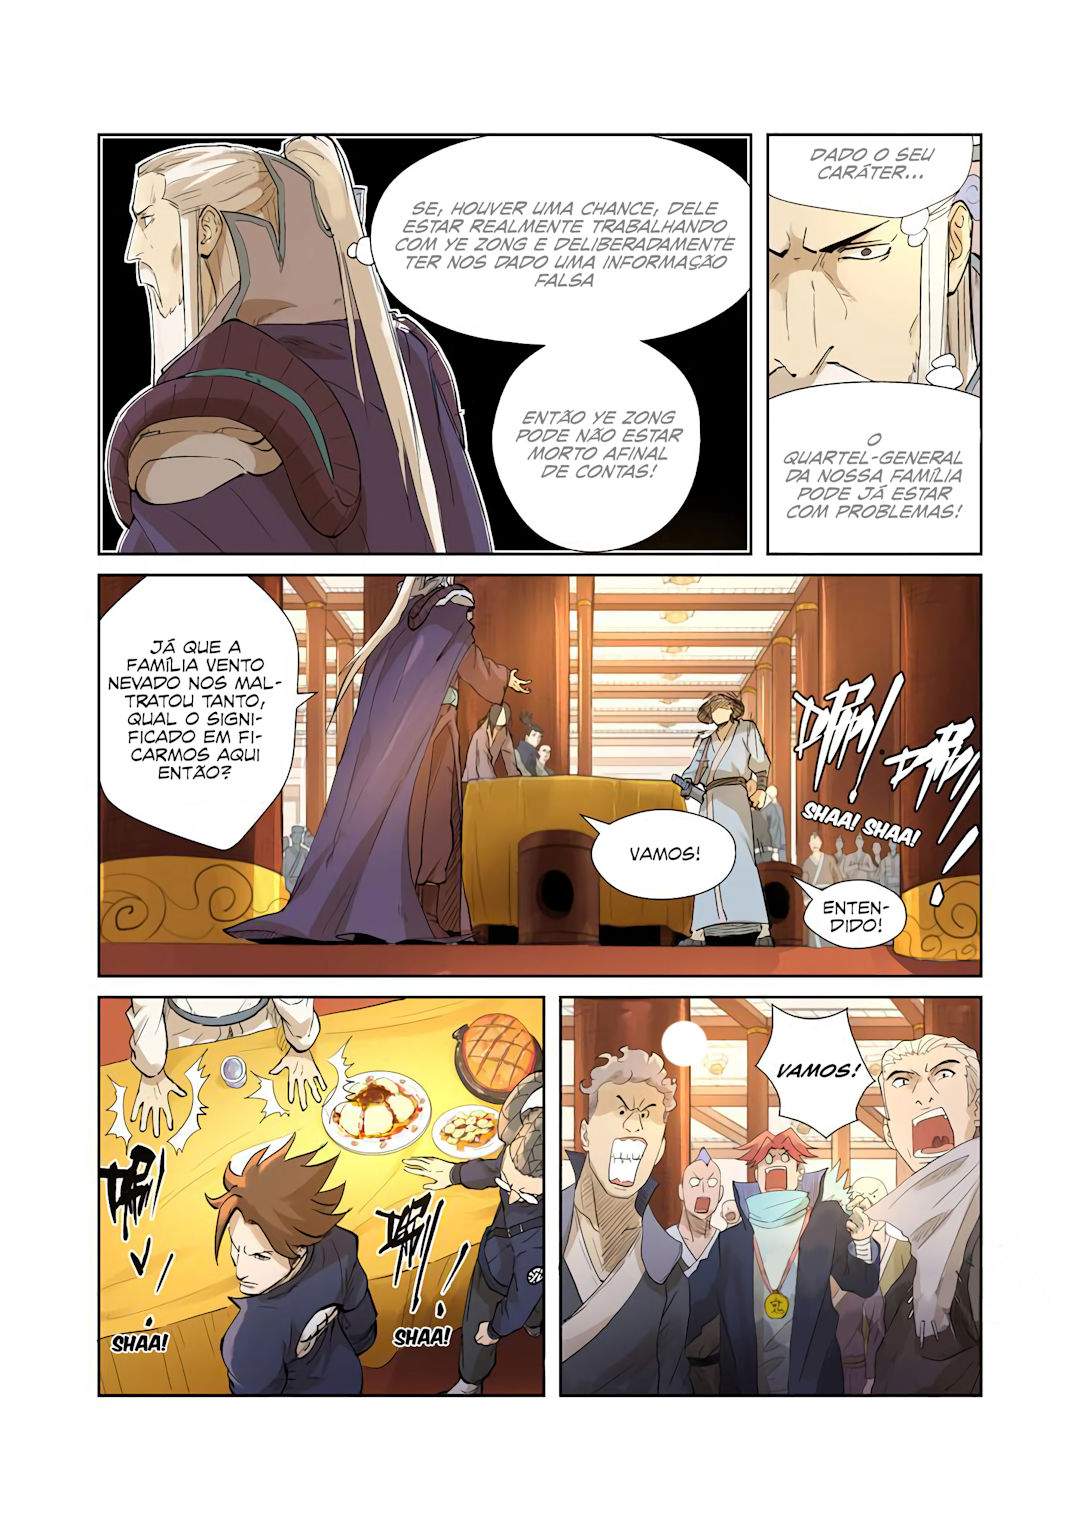 SE, HOUVER UMA CHANCE, DELE
ESTAR REALMENTE TRABALHANDO
COM YE ZONG E DELIBERADAMENTE
TER NOS DADO UMA INFORMAÇÃO
FALSA
ENTÃO YE ZONG
PODE NÃO ESTAR
MORTO AFINAL
DE CONTAS!
DADO O SEU
CARÁTER...
O
QUARTEL-GENERAL
DA NOSSA FAMÍLIA
PODE JÁ ESTAR
COM PROBLEMAS!
JÁ QUE A
FAMÍLIA VENTO
NEVADO NOS MAL-
TRATOU TANTO,
QUAL O SIGNI-
FICADO EM FI-
CARMOS AQUI
ENTÃO?
VAMOS!
SHAA! SHAA!
ENTEN-
DIDO!
SHAA!
SHAA!
VAMOS!